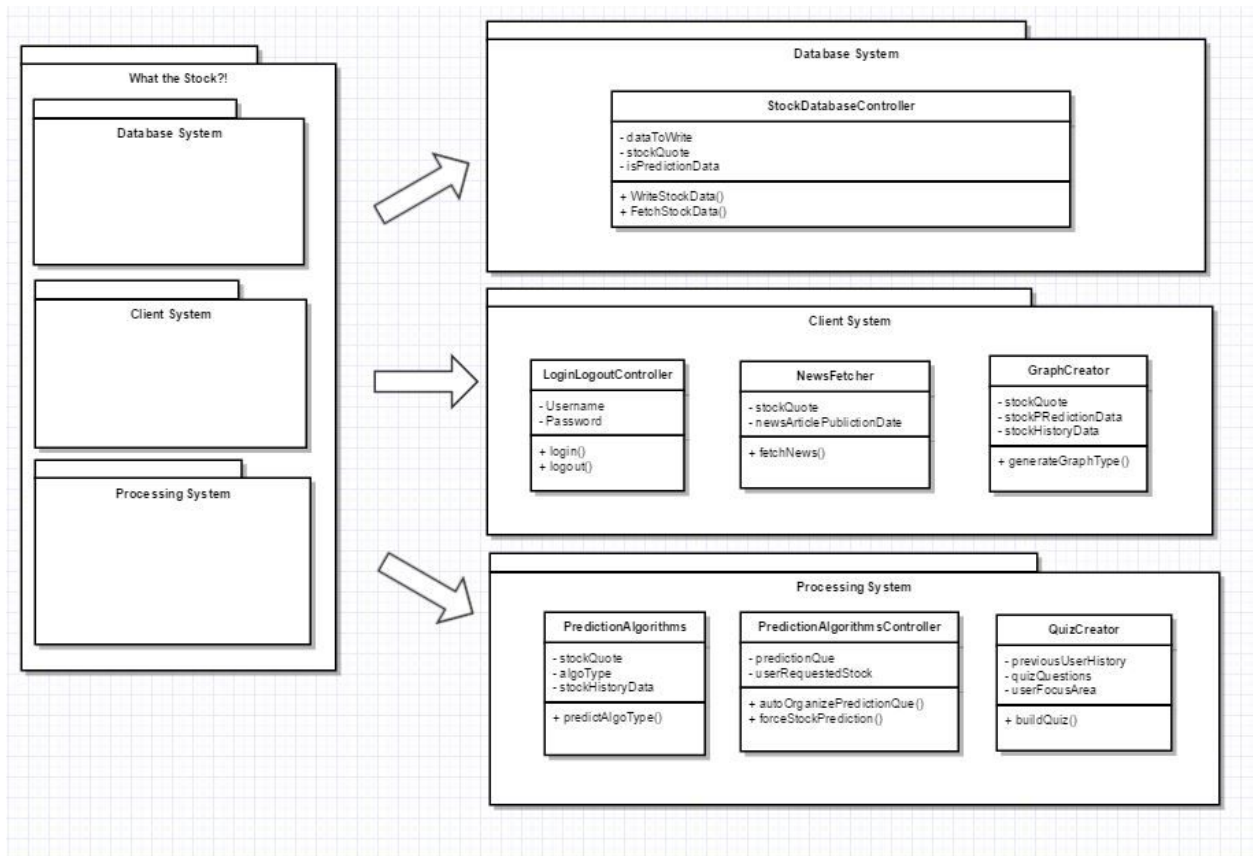 What the Stock?!
Database System
Client System
Processing System
Database System
StockDatabaseController
- dataToWrite
- stockQuote
- isPredictionData
+ WriteStockData()
+ FetchStockData()
Client System
LoginLogoutController
- Username
- Password
+ login()
+ logout()
NewsFetcher
- stockQuote
- newsArticlePublictionDate
+ fetchNews()
GraphCreator
- stockQuote
- stockPRedictionData
- stockHistoryData
+ generateGraphType()
Processing System
PredictionAlgorithms
- stockQuote
- algoType
- stockHistoryData
+ predictAlgoType()
PredictionAlgorithmsController
- predictionQue
- userRequestedStock
+ autoOrganizePredictionQue()
+ forceStockPrediction()
QuizCreator
- previousUserHistory
- quizQuestions
- userFocusArea
+ buildQuiz()